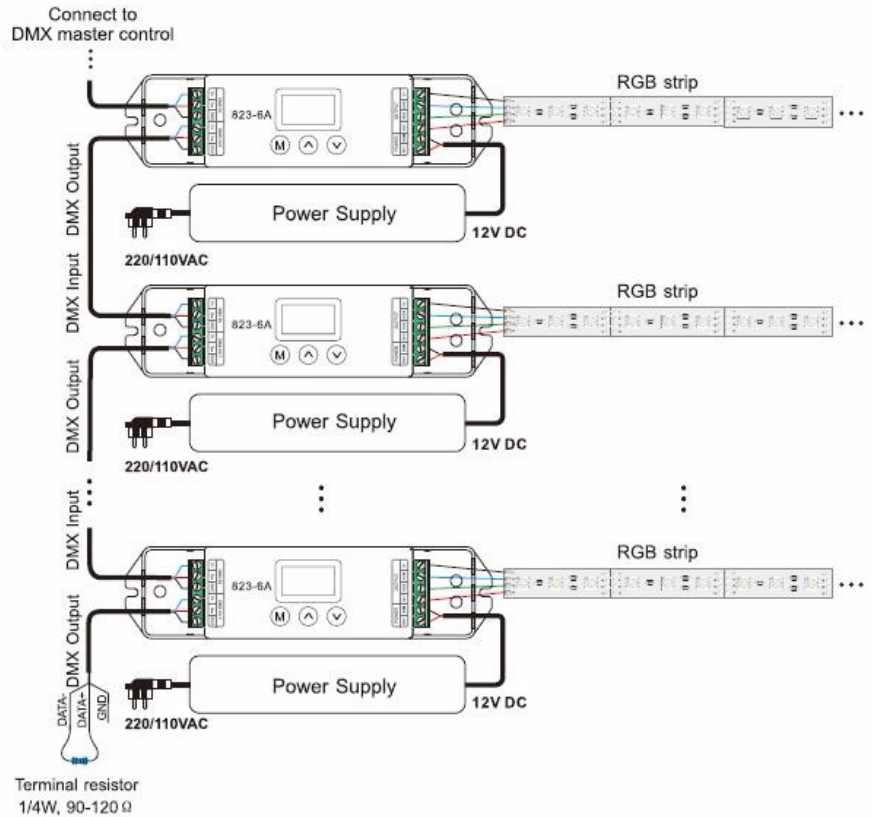 Connect to
DMX master control
RGB strip
823-6A
M
DMX Output
Power Supply
12V DC
220/110VAC
DMX Input
RGB strip
823-6A
M
DMX Output
Power Supply
12V DC
220/110VAC
DMX Input
RGB strip
823-6A
M
DMX Output
Power Supply
12V DC
220/110VAC
DATA-
DATA+
GND
Terminal resistor
1/4W, 90-120Ω